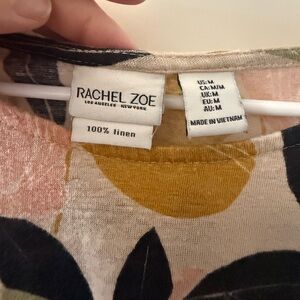 RACHEL ZOE
LOS ANGELES • NEW YORK
100% linen
US:M
CA:M/M
UK:M
EU:M
AU:M
MADE IN VIETNAM